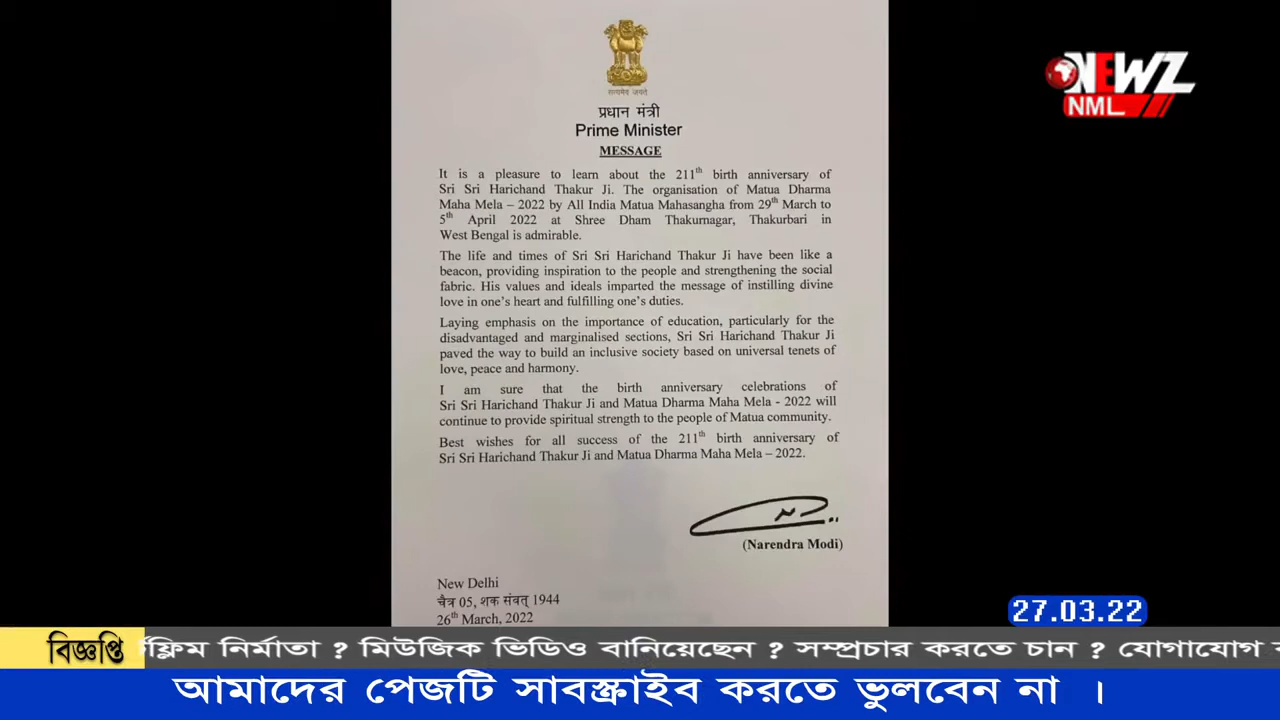 सत्यमेव जयते
प्रधान मंत्री
Prime Minister
MESSAGE
It is a pleasure to learn about the 211th birth anniversary of
Sri Sri Harichand Thakur Ji. The organisation of Matua Dharma
Maha Mela – 2022 by All India Matua Mahasangha from 29th March to
5th April 2022 at Shree Dham Thakurnagar, Thakurbari in
West Bengal is admirable.
The life and times of Sri Sri Harichand Thakur Ji have been like a
beacon, providing inspiration to the people and strengthening the social
fabric. His values and ideals imparted the message of instilling divine
love in one's heart and fulfilling one's duties.
Laying emphasis on the importance of education, particularly for the
disadvantaged and marginalised sections, Sri Sri Harichand Thakur Ji
paved the way to build an inclusive society based on universal tenets of
love, peace and harmony.
I am sure that the birth anniversary celebrations of
Sri Sri Harichand Thakur Ji and Matua Dharma Maha Mela - 2022 will
continue to provide spiritual strength to the people of Matua community.
Best wishes for all success of the 211th birth anniversary of
Sri Sri Harichand Thakur Ji and Matua Dharma Maha Mela – 2022.
(Narendra Modi)
New Delhi
चैत्र 05, शक संवत् 1944
26th March, 2022
NEWZ
NML
27.03.22
বিজ্ঞপ্তি
র্টফ্লিম নির্মাতা ? মিউজিক ভিডিও বানিয়েছেন ? সম্প্রচার করতে চান ? যোগাযোগ
আমাদের পেজটি সাবস্ক্রাইব করতে ভুলবেন না ।